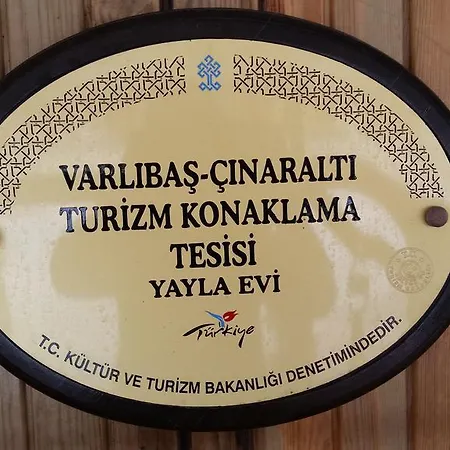 VARLIBAŞ-ÇINARALTI
TURİZM KONAKLAMA
TESİSİ
YAYLA EVİ
Türkiye
T.C. KÜLTÜR VE TURİZM BAKANLIĞI DENETİMİNDEDİR.